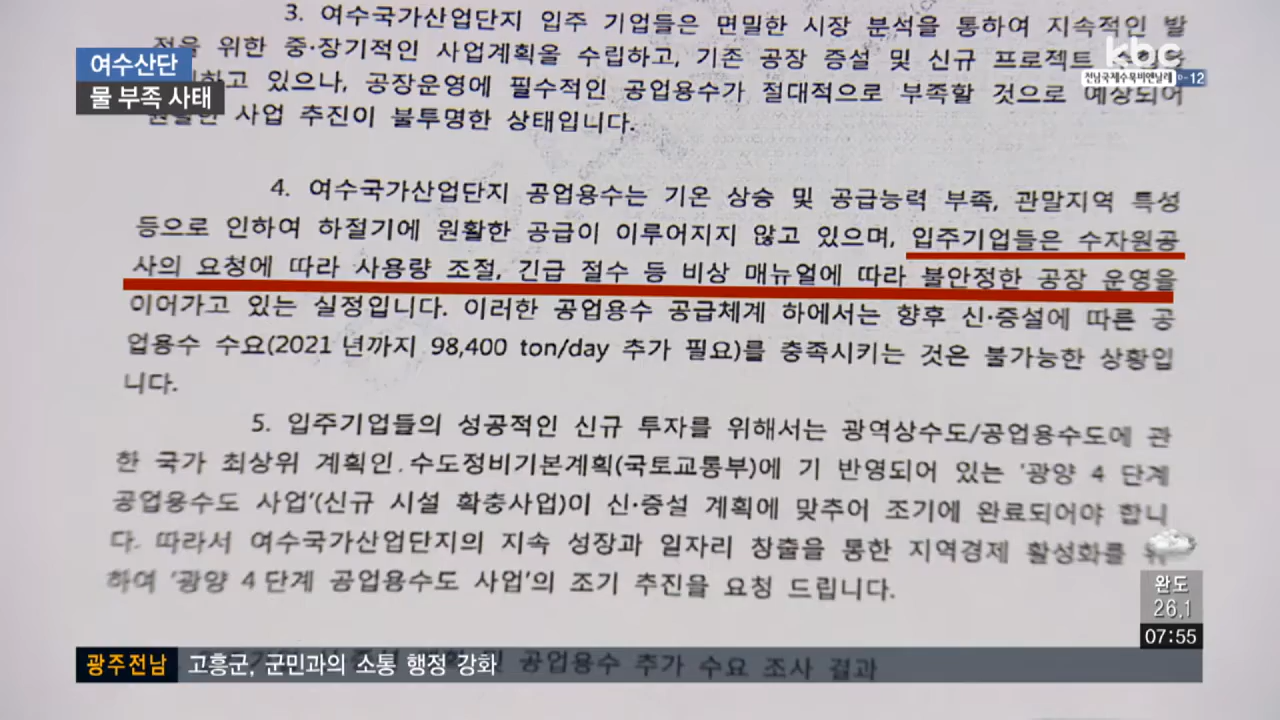 3. 여수국가산업단지 입주 기업들은 면밀한 시장 분석을 통하여 지속적인 발
kbc
여수산단
위한 중·장기적인 사업계획을 수립하고, 기존 공장 증설 및 신규 프로젝트
전남국제수묵비엔날레 D-12
물 부족 사태
하고 있으나, 공장운영에 필수적인 공업용수가 절대적으로 부족할 것으로 예상되어
사업 추진이 불투명한 상태입니다.
4. 여수국가산업단지 공업용수는 기온 상승 및 공급능력 부족, 관말지역 특성
등으로 인하여 하절기에 원활한 공급이 이루어지지 않고 있으며, 입주기업들은 수자원공
사의 요청에 따라 사용량 조절, 긴급 절수 등 비상 매뉴얼에 따라 불안정한 공장 운영을
이어가고 있는 실정입니다. 이러한 공업용수 공급체계 하에서는 향후 신·증설에 따른 공
업용수 수요(2021년까지 98,400 ton/day 추가 필요)를 충족시키는 것은 불가능한 상황입
니다.
5. 입주기업들의 성공적인 신규 투자를 위해서는 광역상수도/공업용수도에 관
한 국가 최상위 계획인 수도정비기본계획(국토교통부)에 기 반영되어 있는 '광양 4 단계
공업용수도 사업'(신규 시설 확충사업)이 신·증설 계획에 맞추어 조기에 완료되어야 합니
다. 따라서 여수국가산업단지의 지속 성장과 일자리 창출을 통한 지역경제 활성화를 위
하여 '광양 4단계 공업용수도 사업'의 조기 추진을 요청 드립니다.
완도
26.1
07:55
광주전남 고흥군, 군민과의 소통 행정 강화
공업용수 추가 수요 조사 결과